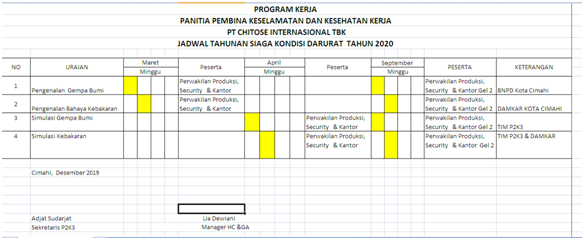 PROGRAM KERJA
PANITIA PEMBINA KESELAMATAN DAN KESEHATAN KERJA
PT CHITOSE INTERNASIONAL TBK
JADWAL TAHUNAN SIAGA KONDISI DARURAT TAHUN 2020
NO URAIAN Maret Peserta April Peserta September PESERTA KETERANGAN
Minggu Minggu Minggu
1 Pengenalan Gempa Bumi Perwakilan Produksi, Security & Kantor Perwakilan Produksi, Security & Kantor Gel 2 BNPD Kota Cimahi
2 Pengenalan Bahaya Kebakaran Perwakilan Produksi, Security & Kantor Perwakilan Produksi, Security & Kantor Gel 2 DAMKAR KOTA CIMAHI
3 Simulasi Gempa Bumi Perwakilan Produksi, Security & Kantor Perwakilan Produksi, Security & Kantor Gel 2 TIM P2K3
4 Simulasi Kebakaran Perwakilan Produksi, Security & Kantor Perwakilan Produksi, Security & Kantor Gel 2 TIM P2K3 & DAMKAR
Cimahi, Desember 2019
Adjat Sudarjat Lia Dewiani
Sekretaris P2K3 Manager HC &GA